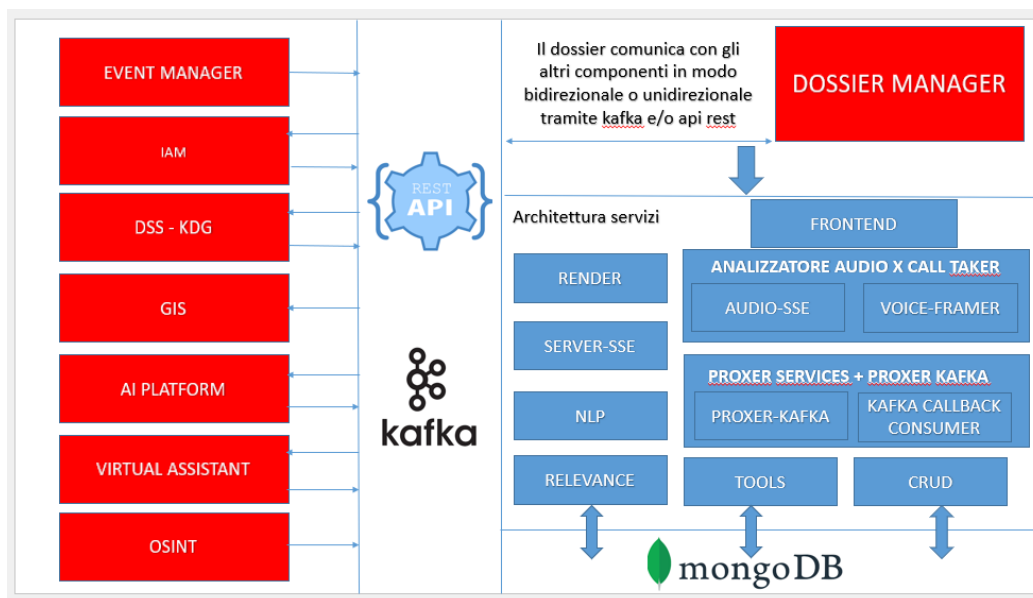 EVENT MANAGER
IAM
DSS - KDG
GIS
AI PLATFORM
VIRTUAL ASSISTANT
OSINT
{REST
API}
kafka
Il dossier comunica con gli
altri componenti in modo
bidirezionale o unidirezionale
tramite kafka e/o api rest
DOSSIER MANAGER
Architettura servizi
FRONTEND
RENDER
SERVER-SSE
NLP
RELEVANCE
ANALIZZATORE AUDIO X CALL TAKER
AUDIO-SSE
VOICE-FRAMER
PROXER SERVICES + PROXER KAFKA
PROXER-KAFKA
KAFKA CALLBACK
CONSUMER
TOOLS
CRUD
mongoDB